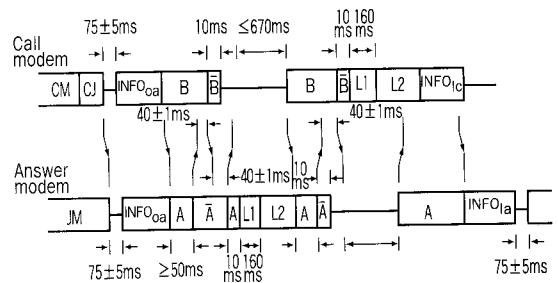 75±5ms 10ms ≤670ms 10 ms 160 ms
Call modem
CM CJ INFO0a B B̅ B B̅ L1 L2 INFO1c
40±1ms 40±1ms
Answer modem
40±1ms 10 ms
JM INFO0a A A̅ A L1 L2 A A̅ A INFO1a
75±5ms ≥50ms 10 ms 160 ms 75±5ms